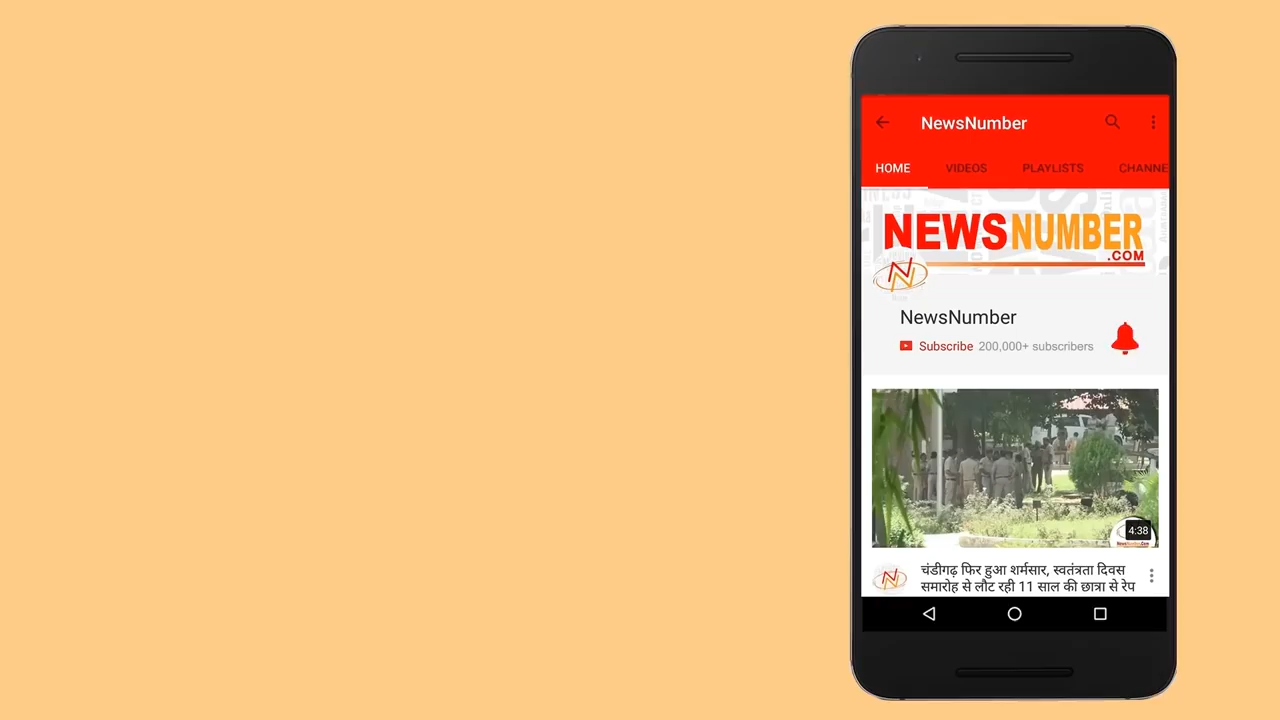 NewsNumber
HOME VIDEOS PLAYLISTS CHANNE
NEWSNUMBER
.COM
NewsNumber
Subscribe 200,000+ subscribers
4:38
चंडीगढ़ फिर हुआ शर्मसार, स्वतंत्रता दिवस
समारोह से लौट रही 11 साल की छात्रा से रेप